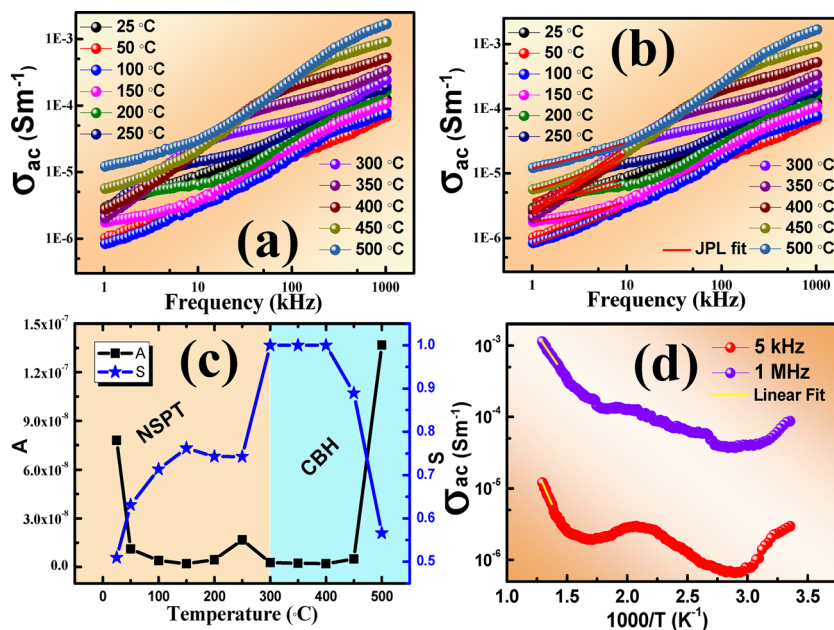 (a)
25 °C
50 °C
100 °C
150 °C
200 °C
250 °C
300 °C
350 °C
400 °C
450 °C
500 °C
1E-3
1E-4
1E-5
1E-6
σac (Sm-1)
1 10 100 1000
Frequency (kHz)
(b)
25 °C
50 °C
100 °C
150 °C
200 °C
250 °C
300 °C
350 °C
400 °C
450 °C
500 °C
JPL fit
1E-3
1E-4
1E-5
1E-6
σac (Sm-1)
1 10 100 1000
Frequency (kHz)
(c)
A
S
NSPT
CBH
1.5x10-7
1.2x10-7
9.0x10-8
6.0x10-8
3.0x10-8
0.0
A
1.0
0.9
0.8
0.7
0.6
0.5
S
0 100 200 300 400 500
Temperature (°C)
(d)
5 kHz
1 MHz
Linear Fit
10-3
10-4
10-5
10-6
σac (Sm-1)
1.0 1.5 2.0 2.5 3.0 3.5
1000/T (K-1)